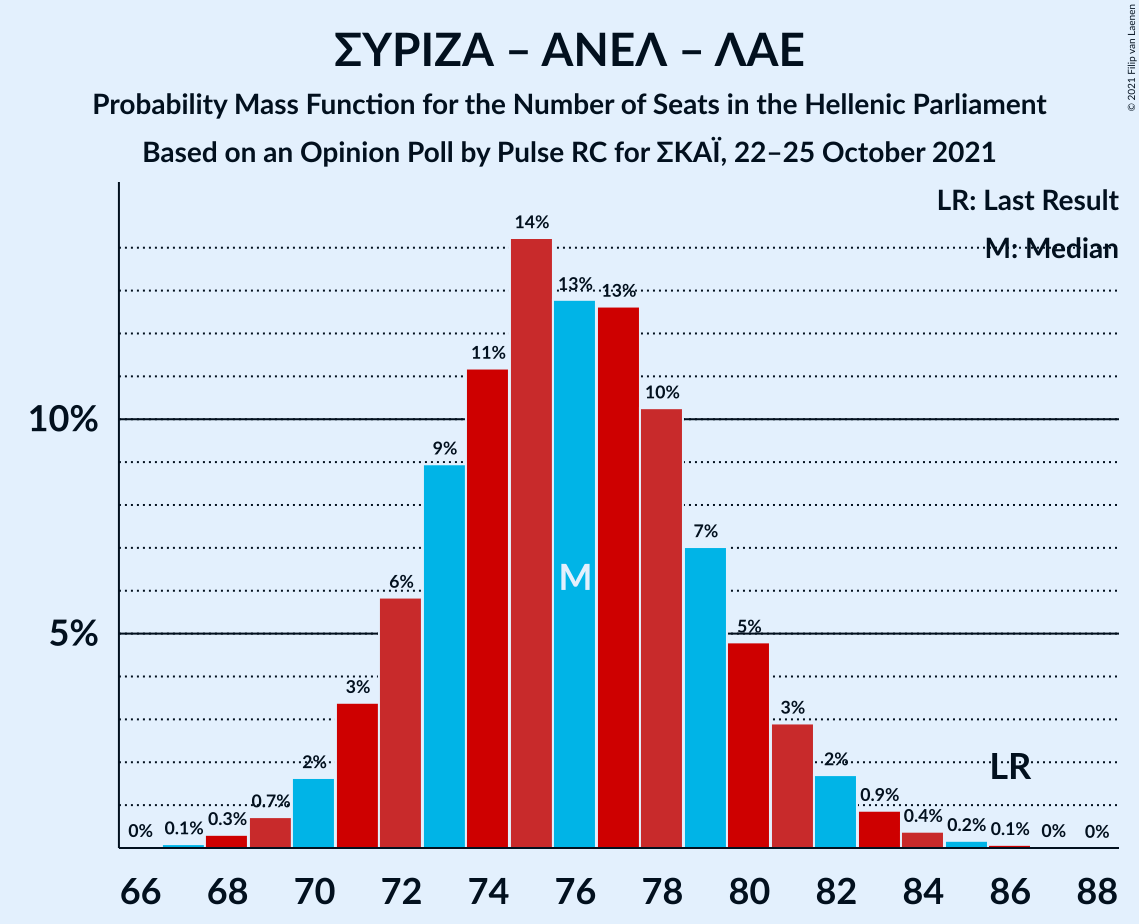 ΣΥΡΙΖΑ – ΑΝΕΛ – ΛΑΕ
Probability Mass Function for the Number of Seats in the Hellenic Parliament
Based on an Opinion Poll by Pulse RC for ΣΚΑΪ, 22–25 October 2021
© 2021 Filip van Laenen
LR: Last Result
M: Median
14%
13%
13%
11%
10%
10%
9%
7%
M
6%
5%
5%
3%
3%
2%
2%
LR
0%
0.1%
0.3%
0.7%
0.9%
0.4%
0.2%
0.1%
0%
0%
66 68 70 72 74 76 78 80 82 84 86 88